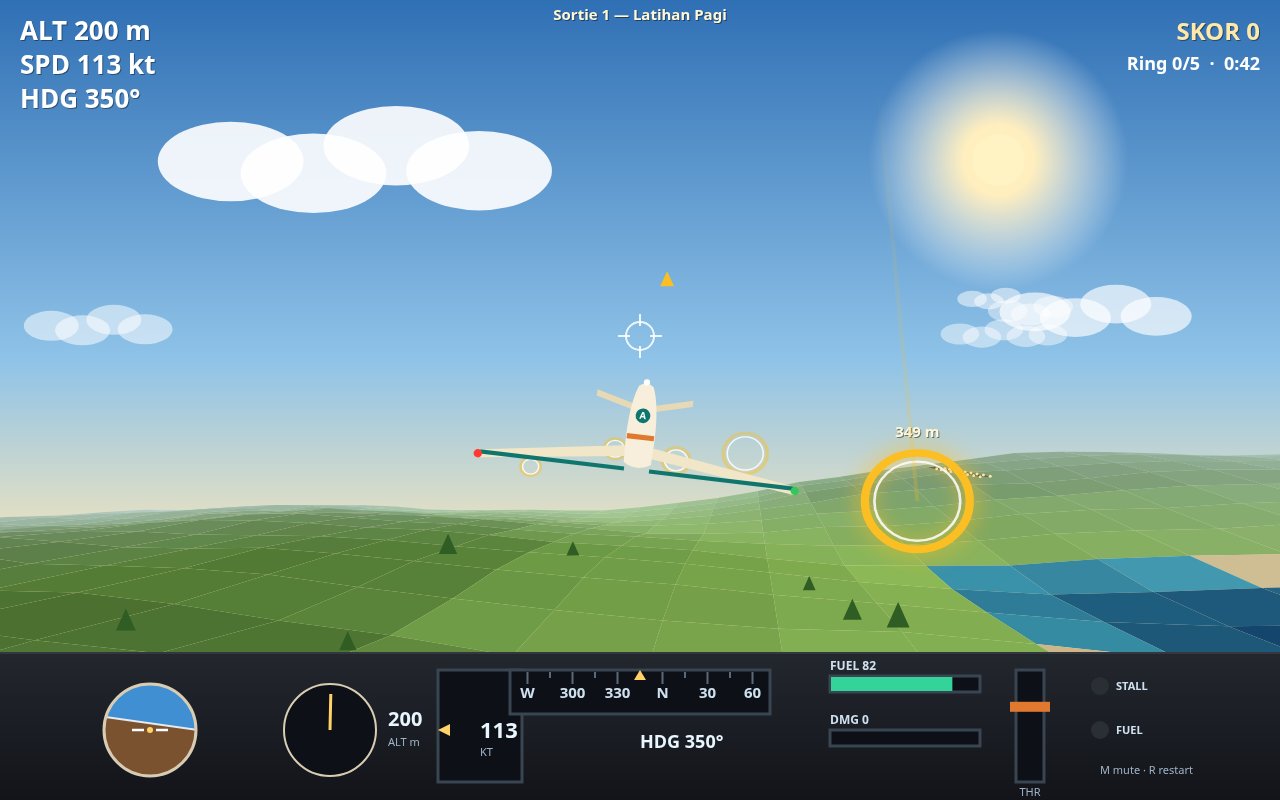 Sortie 1 — Latihan Pagi
ALT 200 m
SPD 113 kt
HDG 350°
SKOR 0
Ring 0/5 · 0:42
349 m
A
200
ALT m
113
KT
W 300 330 N 30 60
HDG 350°
FUEL 82
DMG 0
THR
STALL
FUEL
M mute · R restart